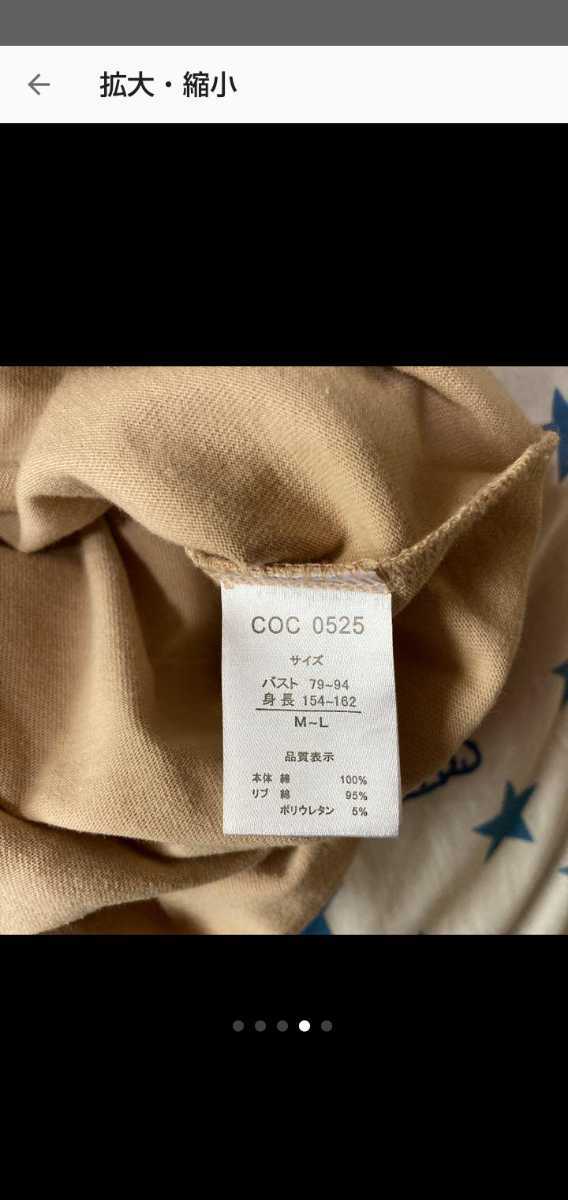 拡大・縮小
COC 0525
サイズ
バスト 79~94
身長 154~162
M~L
品質表示
本体 綿 100%
リブ 綿 95%
ポリウレタン 5%